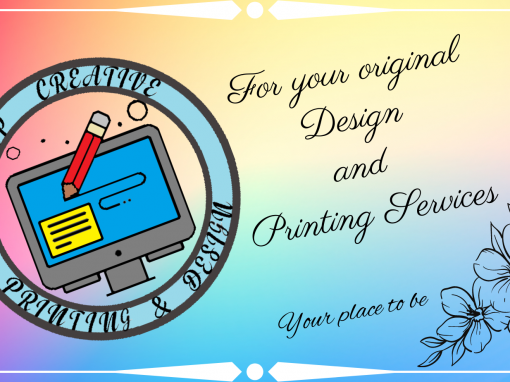 CREATIVE
PRINTING & DESIGN
For your original
Design
and
Printing Services
Your place to be